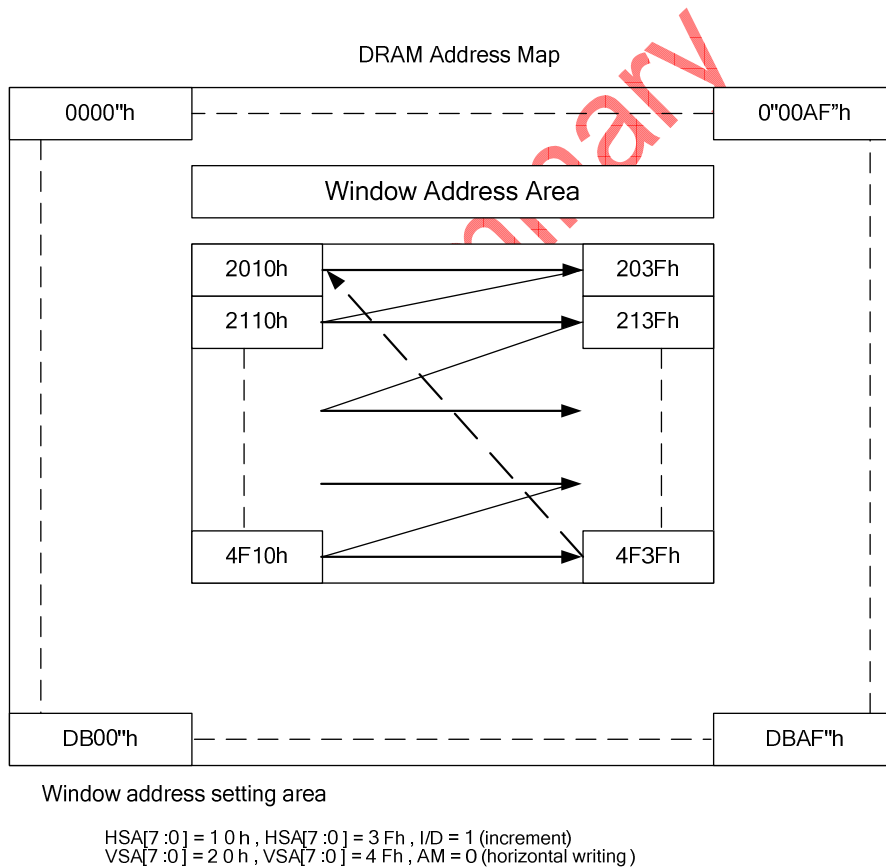 DRAM Address Map
0000"h 0"00AF”h
Window Address Area
2010h 203Fh
2110h 213Fh
4F10h 4F3Fh
DB00"h DBAF"h
Window address setting area
HSA[7:0] = 1 0 h , HSA[7:0] = 3 Fh , I/D = 1 (increment)
VSA[7:0] = 2 0 h , VSA[7:0] = 4 Fh , AM = 0 (horizontal writing )